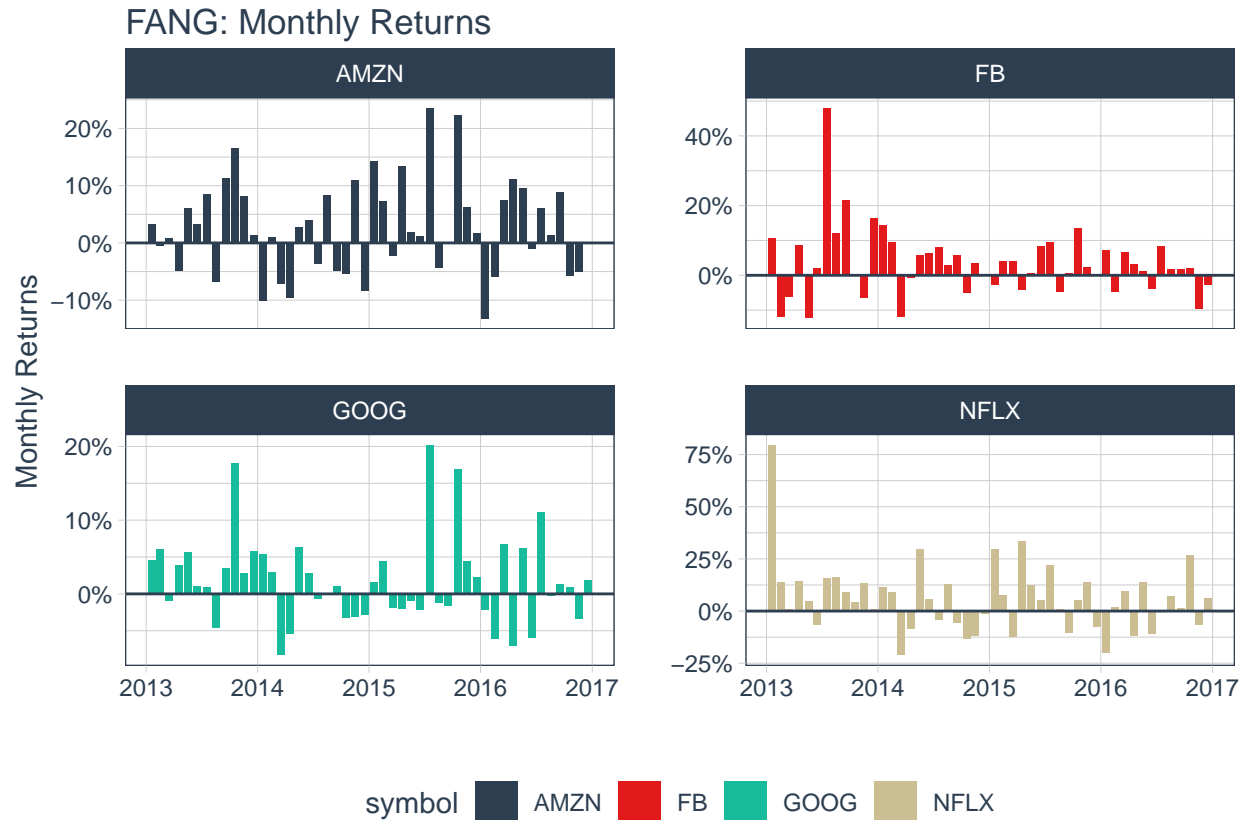 FANG: Monthly Returns
AMZN
FB
20%
10%
0%
−10%
40%
20%
0%
Monthly Returns
GOOG
NFLX
20%
10%
0%
75%
50%
25%
0%
−25%
2013 2014 2015 2016 2017
2013 2014 2015 2016 2017
symbol AMZN FB GOOG NFLX